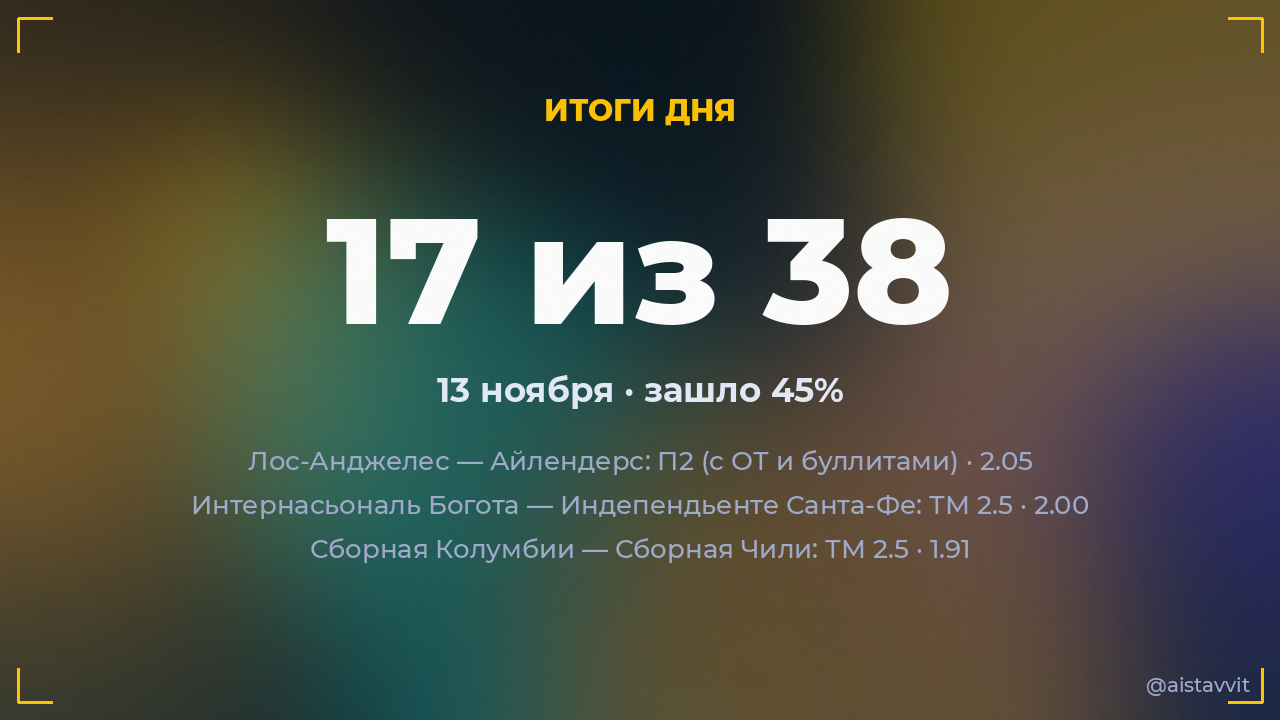 ИТОГИ ДНЯ
17 из 38
13 ноября · зашло 45%
Лос-Анджелес — Айлендерс: П2 (с ОТ и буллитами) · 2.05
Интернасьональ Богота — Индепендьенте Санта-Фе: ТМ 2.5 · 2.00
Сборная Колумбии — Сборная Чили: ТМ 2.5 · 1.91
@aistavvit